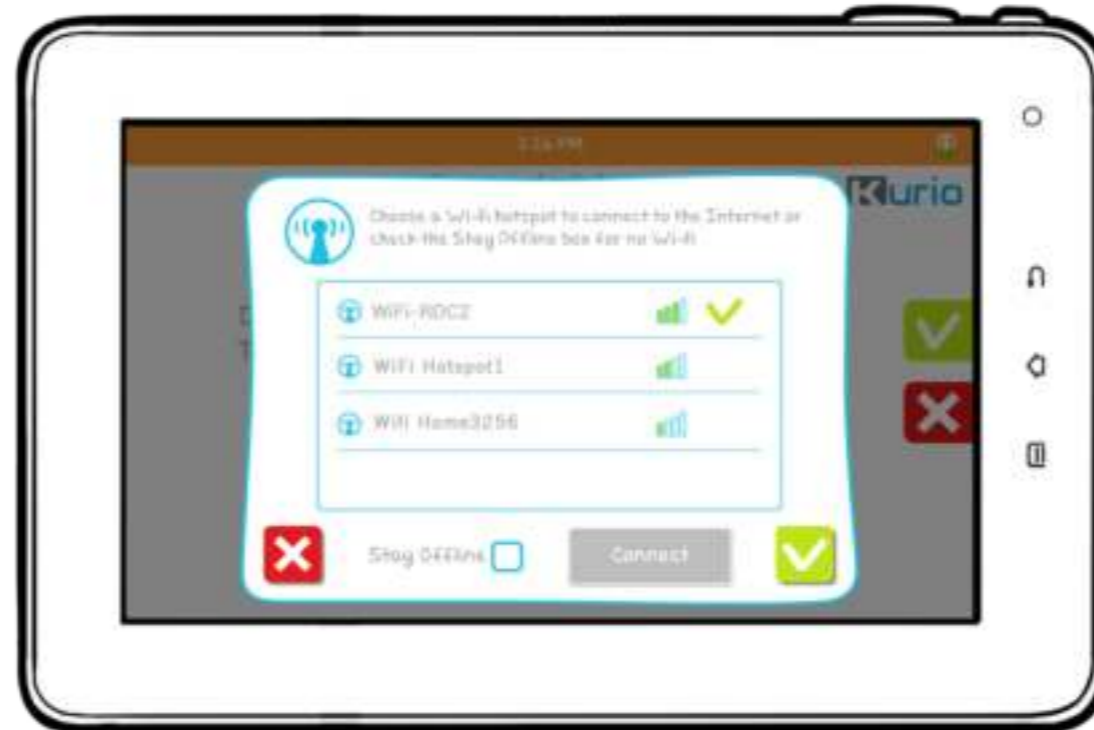 Kurio
Choose a Wi-Fi hotspot to connect to the Internet or
check the Stay Offline box for no Wi-Fi
WiFi-RDC2
WiFi Hotspot1
Wifi Home3256
Stay Offline
Connect